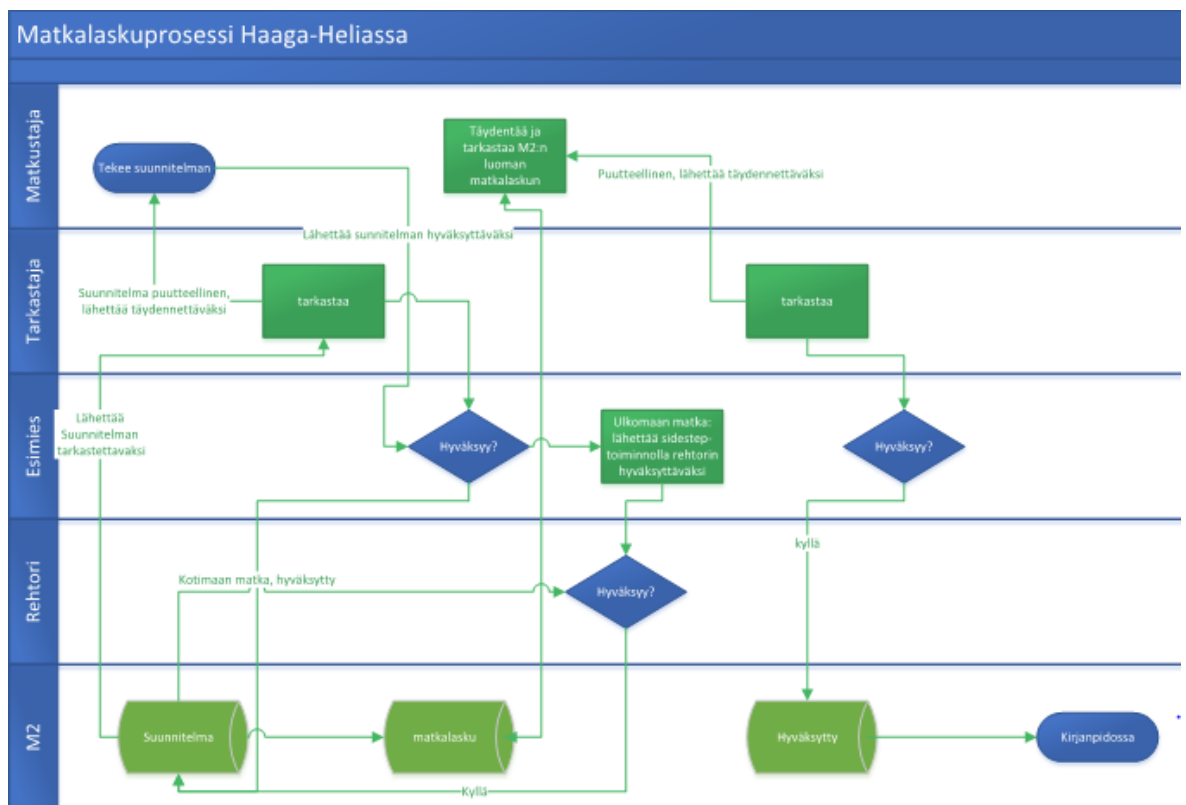 Matkalaskuprosessi Haaga-Heliassa
Matkustaja
Tekee suunnitelman
Täydentää ja
tarkastaa M2:n
luoman
matkalaskun
Puutteellinen, lähettää täydennettäväksi
Lähettää sunnitelman hyväksyttäväksi
Tarkastaja
Suunnitelma puutteellinen,
lähettää täydennettäväksi
tarkastaa
tarkastaa
Esimies
Lähettää
Suunnitelman
tarkastettavaksi
Hyväksyy?
Ulkomaan matka:
lähettää sidestep-
toiminnolla rehtorin
hyväksyttäväksi
Hyväksyy?
Rehtori
kyllä
Kotimaan matka, hyväksytty
Hyväksyy?
M2
Suunnitelma
matkalasku
Hyväksytty
Kirjanpidossa
Kyllä